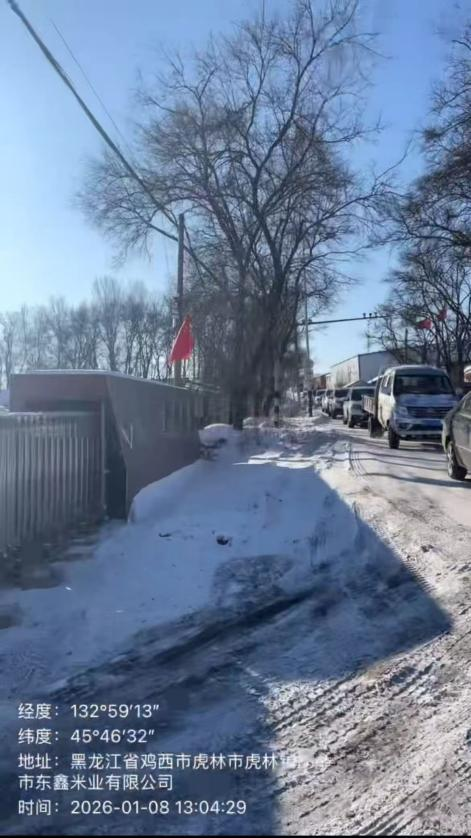 经度：132°59′13″
纬度：45°46′32″
地址：黑龙江省鸡西市虎林市虎林
市东鑫米业有限公司
时间：2026-01-08 13:04:29